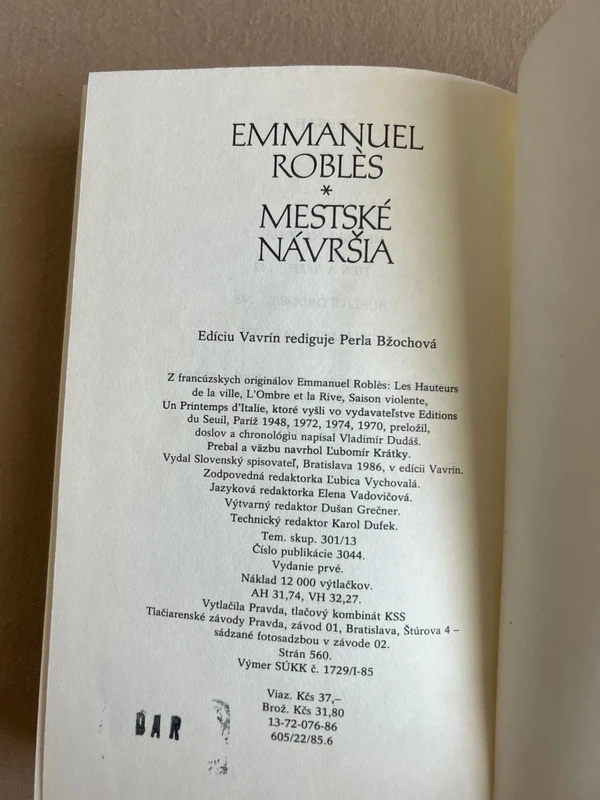 EMMANUEL
ROBLÈS
*
MESTSKÉ
NÁVRŠIA
Edíciu Vavrín rediguje Perla Bžochová
Z francúzskych originálov Emmanuel Roblès: Les Hauteurs
de la ville, L'Ombre et la Rive, Saison violente,
Un Printemps d'Italie, ktoré vyšli vo vydavateľstve Editions
du Seuil, Paríž 1948, 1972, 1974, 1970, preložil,
doslov a chronológiu napísal Vladimír Dudáš.
Prebal a väzbu navrhol Ľubomír Krátky.
Vydal Slovenský spisovateľ, Bratislava 1986, v edícii Vavrín.
Zodpovedná redaktorka Ľubica Vychovalá.
Jazyková redaktorka Elena Vadovičová.
Výtvarný redaktor Dušan Grečner.
Technický redaktor Karol Dufek.
Tem. skup. 301/13
Číslo publikácie 3044.
Vydanie prvé.
Náklad 12 000 výtlačkov.
AH 31,74, VH 32,27.
Vytlačila Pravda, tlačový kombinát KSS
Tlačiarenské závody Pravda, závod 01, Bratislava, Štúrova 4 –
sádzané fotosadzbou v závode 02.
Strán 560.
Výmer SÚKK č. 1729/I-85
Viaz. Kčs 37,–
Brož. Kčs 31,80
13-72-076-86
605/22/85.6
DAR